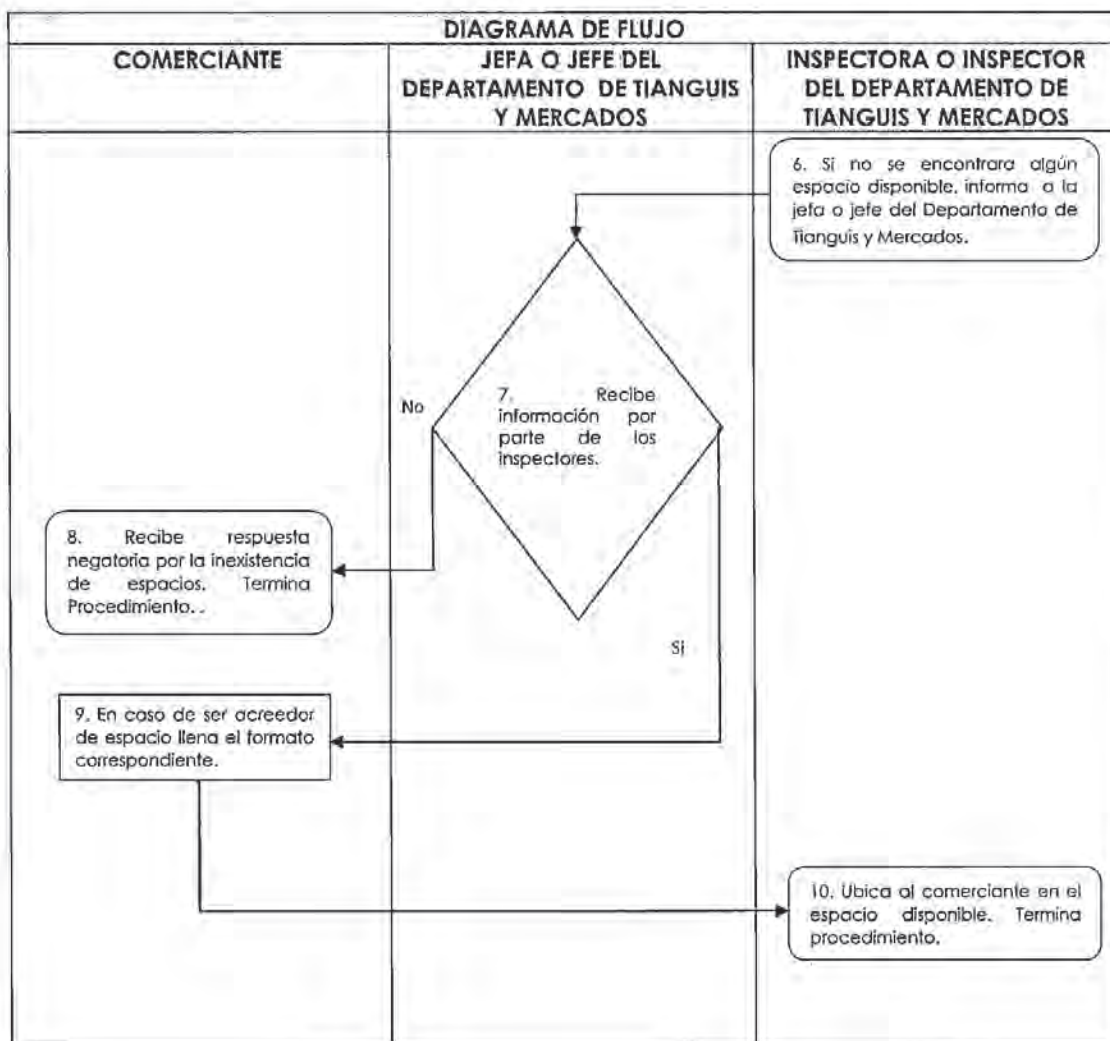 DIAGRAMA DE FLUJO
COMERCIANTE
JEFA O JEFE DEL
DEPARTAMENTO DE TIANGUIS
Y MERCADOS
INSPECTORA O INSPECTOR
DEL DEPARTAMENTO DE
TIANGUIS Y MERCADOS
6. Si no se encontrara algún
espacio disponible, informa a la
jefa o jefe del Departamento de
Tianguis y Mercados.
7. Recibe
información por
parte de los
inspectores.
No
8. Recibe respuesta
negatoria por la inexistencia
de espacios. Termina
Procedimiento. .
Si
9. En caso de ser acreedor
de espacio llena el formato
correspondiente.
10. Ubica al comerciante en el
espacio disponible. Termina
procedimiento.